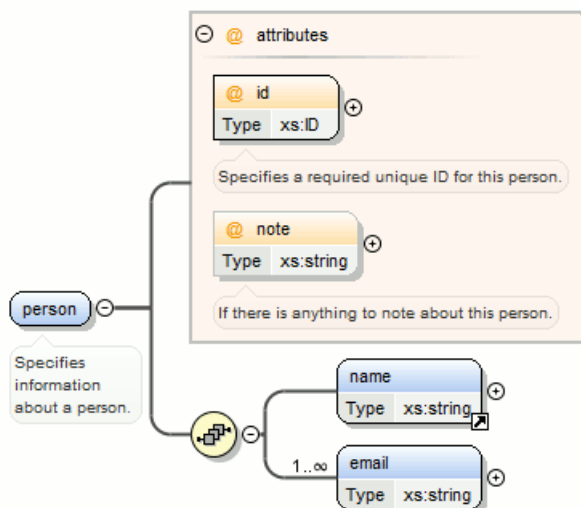 @ attributes
@ id
Type xs:ID
Specifies a required unique ID for this person.
@ note
Type xs:string
If there is anything to note about this person.
person
Specifies
information
about a person.
name
Type xs:string
1..∞
email
Type xs:string